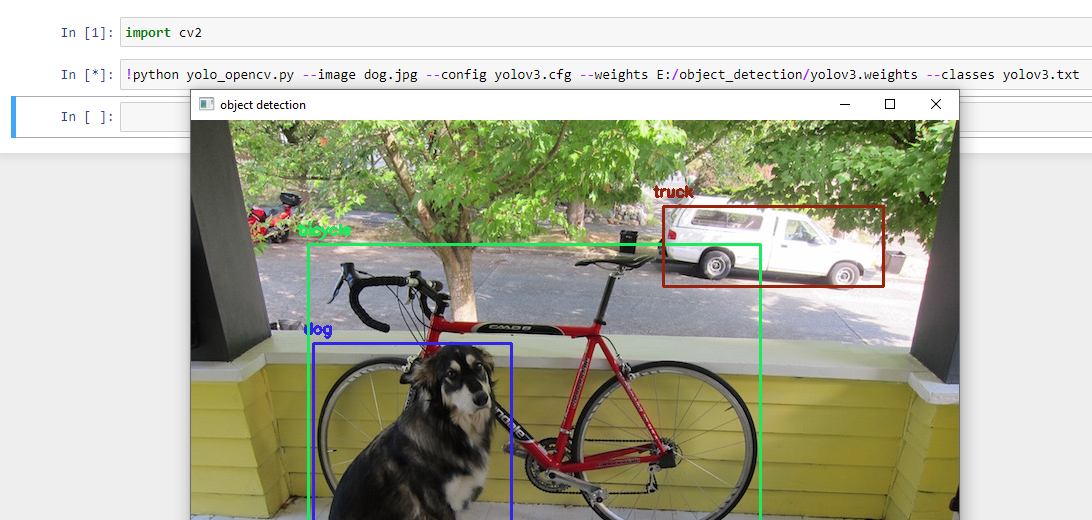 In [1]: import cv2
In [*]: !python yolo_opencv.py --image dog.jpg --config yolov3.cfg --weights E:/object_detection/yolov3.weights --classes yolov3.txt
In [ ]:
object detection
truck
bicycle
dog